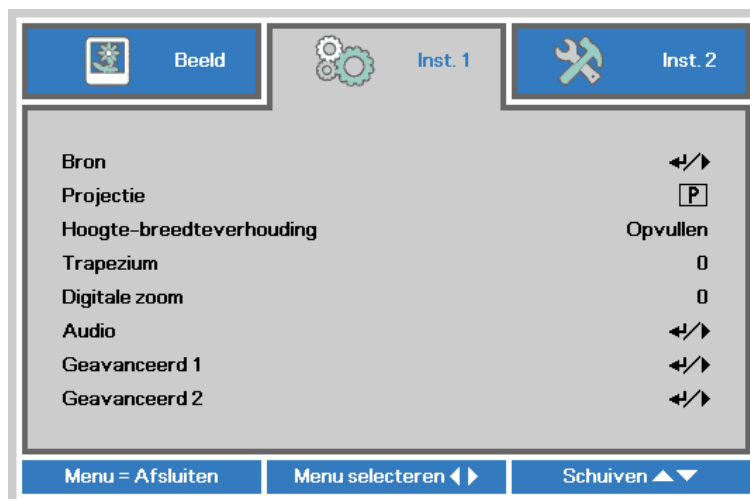 Beeld Inst. 1 Inst. 2
Bron ↵/▶
Projectie P
Hoogte-breedteverhouding Opvullen
Trapezium 0
Digitale zoom 0
Audio ↵/▶
Geavanceerd 1 ↵/▶
Geavanceerd 2 ↵/▶
Menu = Afsluiten Menu selecteren ◀▶ Schuiven ▲▼